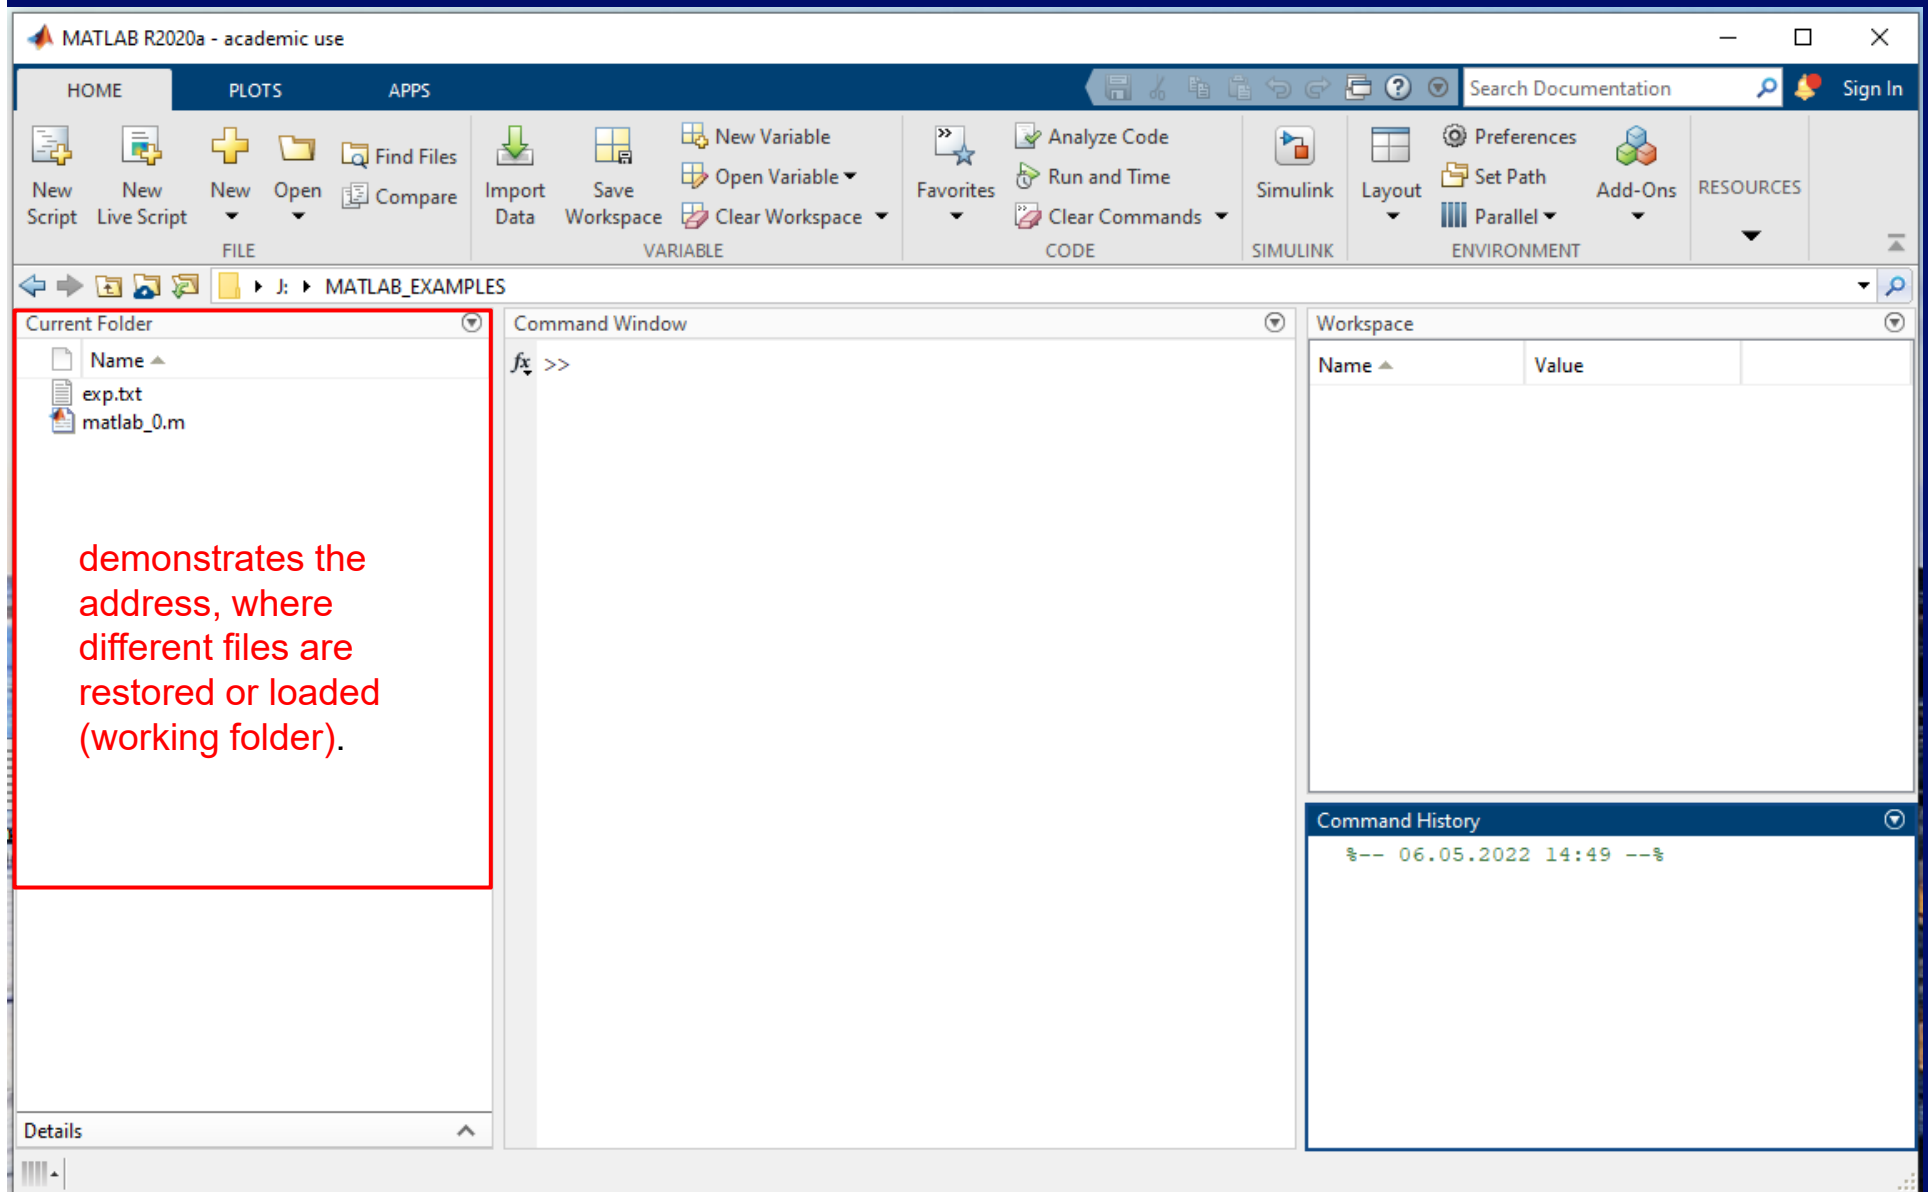 MATLAB R2020a - academic use
HOME PLOTS APPS Search Documentation Sign In
New Script
New Live Script
New
Open
Find Files
Compare
FILE
Import Data
Save Workspace
New Variable
Open Variable
Clear Workspace
VARIABLE
Favorites
Analyze Code
Run and Time
Clear Commands
CODE
Simulink
SIMULINK
Layout
Preferences
Set Path
Parallel
Add-Ons
ENVIRONMENT
RESOURCES
J: MATLAB_EXAMPLES
Current Folder
Name
exp.txt
matlab_0.m
demonstrates the
address, where
different files are
restored or loaded
(working folder).
Details
Command Window
fx >>
Workspace
Name Value
Command History
%-- 06.05.2022 14:49 --%